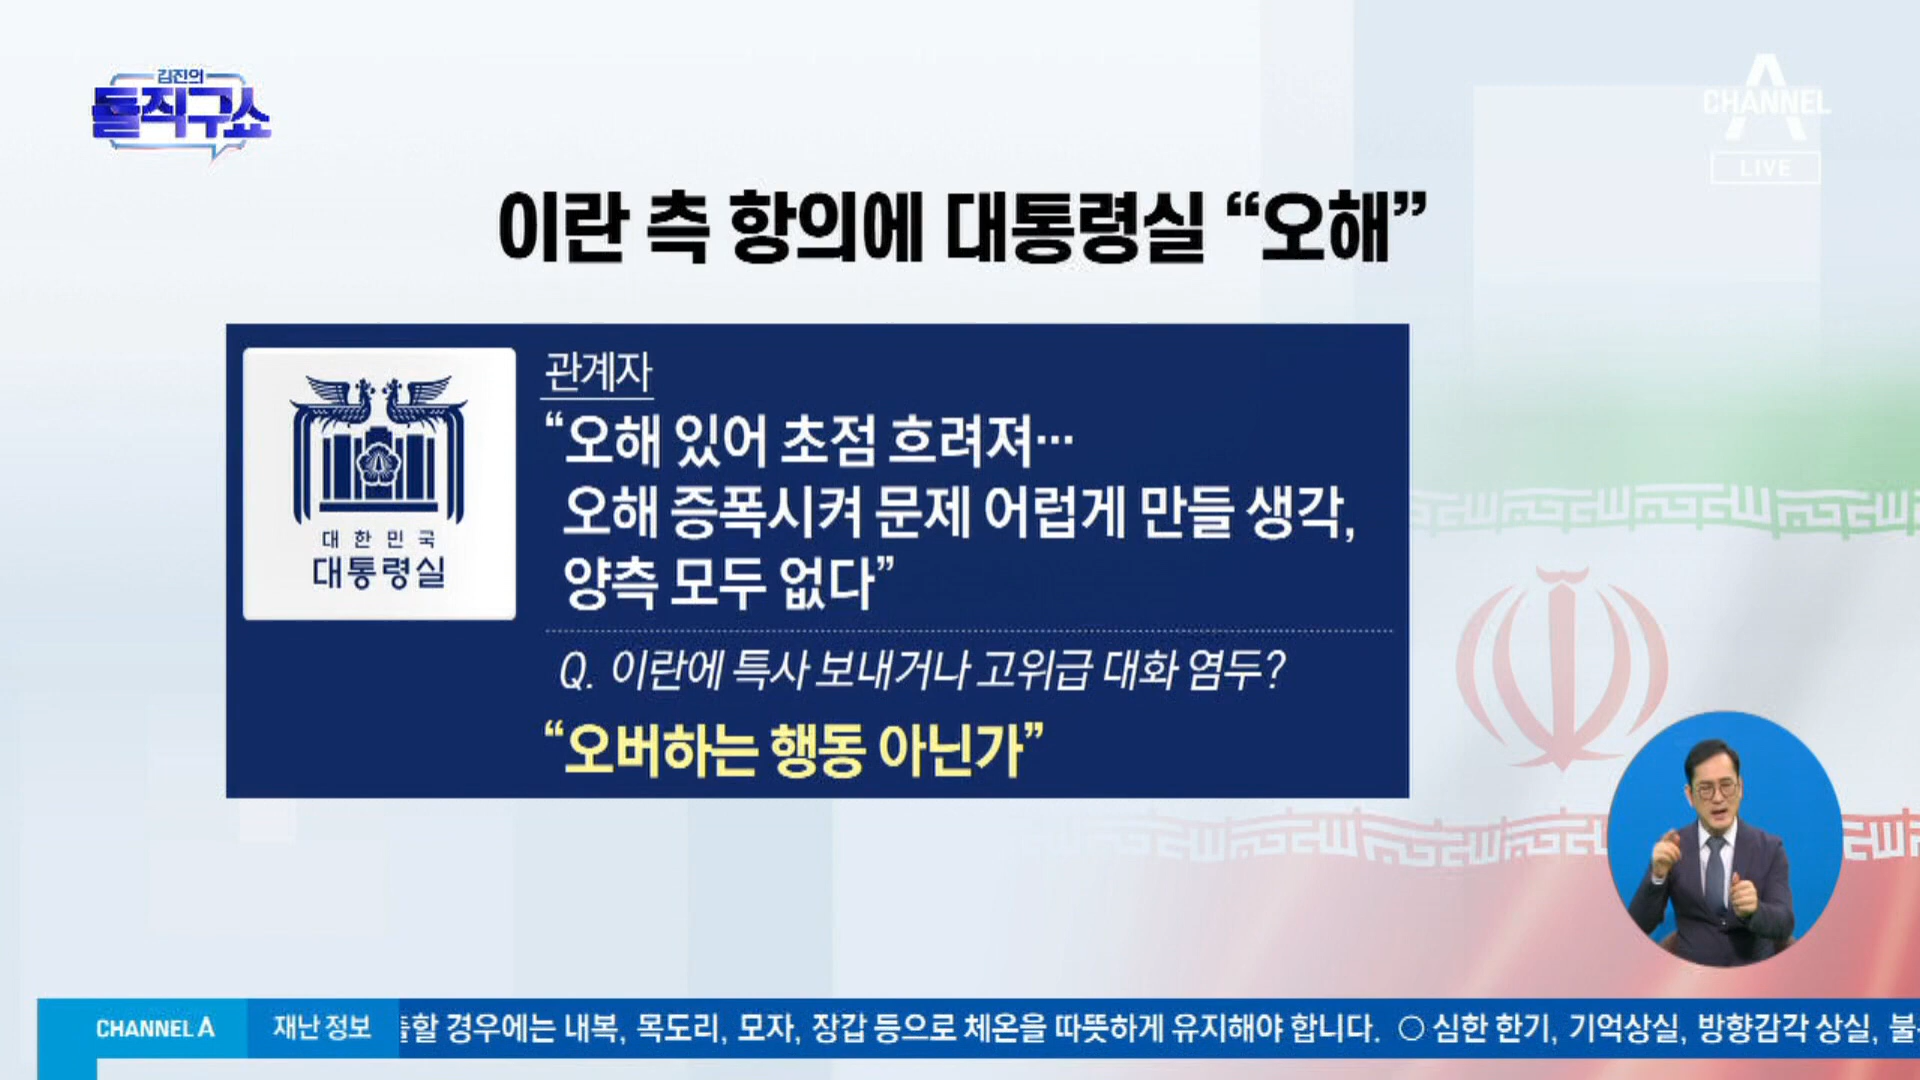 김진의
돌직구쇼
CHANNEL A
LIVE
이란 측 항의에 대통령실 “오해”
대한민국
대통령실
관계자
“오해 있어 초점 흐려져…
오해 증폭시켜 문제 어렵게 만들 생각,
양측 모두 없다”
Q. 이란에 특사 보내거나 고위급 대화 염두?
“오버하는 행동 아닌가”
CHANNEL A 재난 정보 출할 경우에는 내복, 목도리, 모자, 장갑 등으로 체온을 따뜻하게 유지해야 합니다. ○ 심한 한기, 기억상실, 방향감각 상실, 불